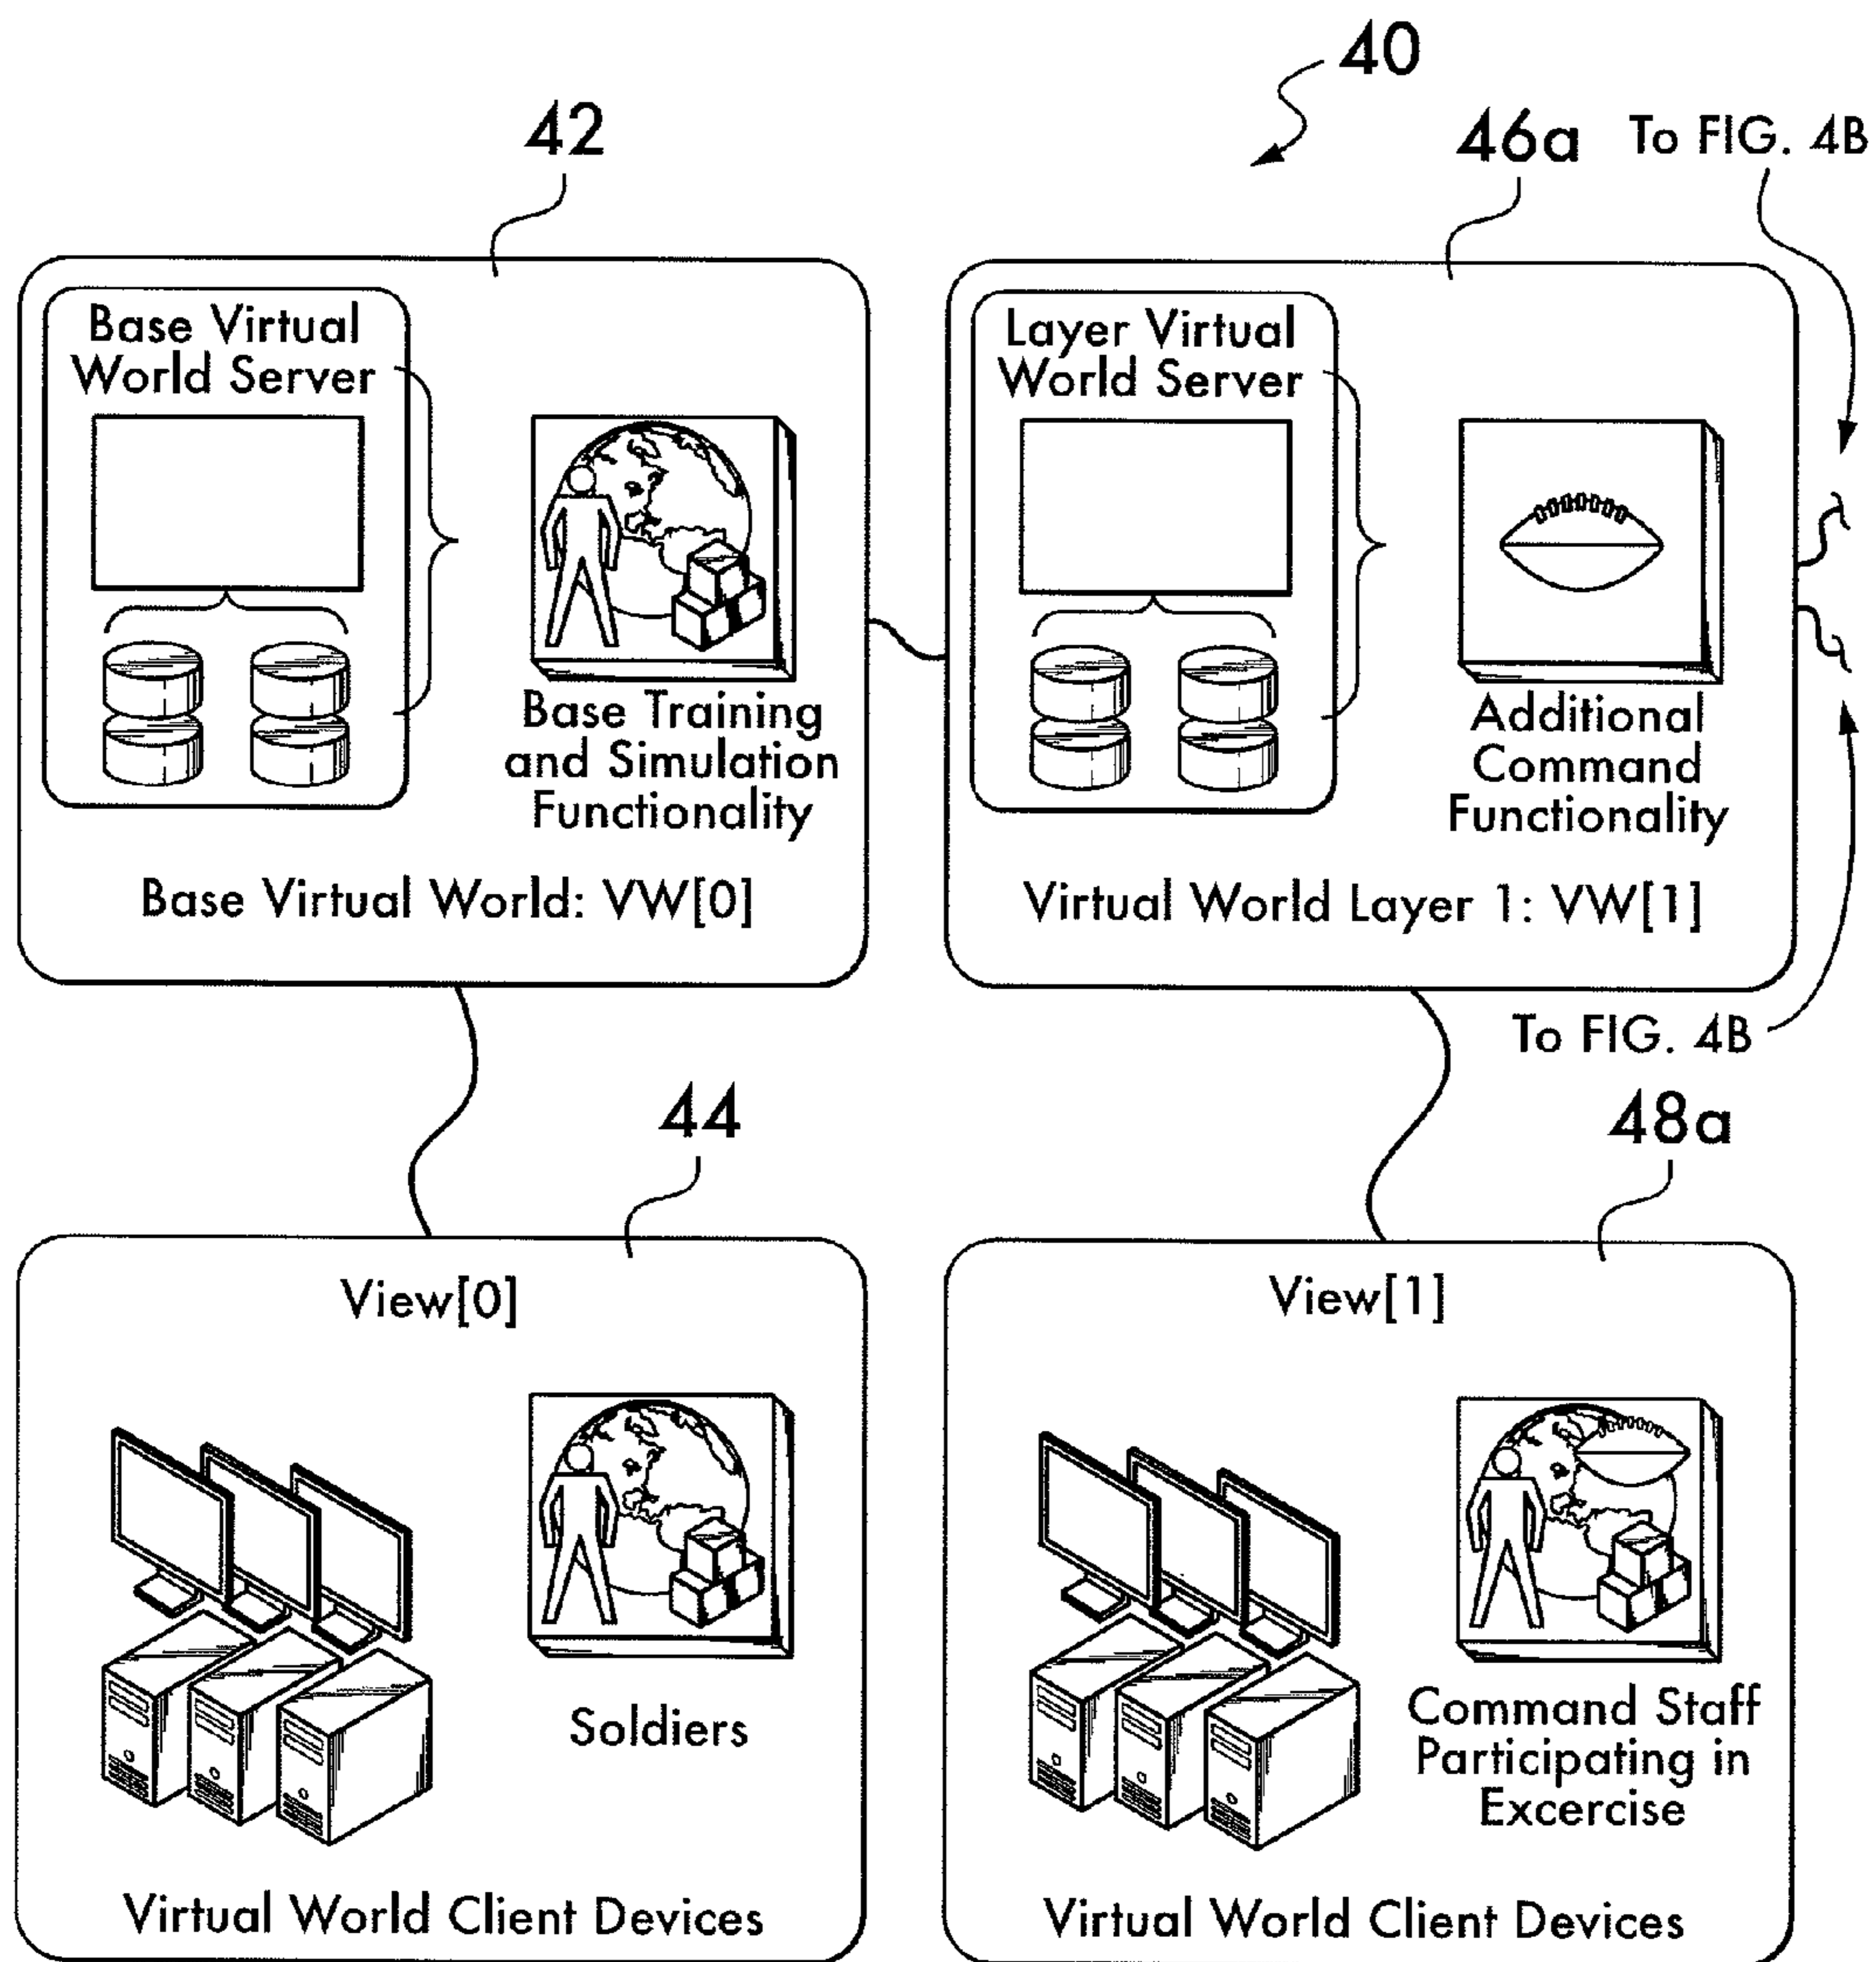 40
42
46a
To FIG. 4B
Base Virtual
World Server
Base Training
and Simulation
Functionality
Base Virtual World: VW[0]
Layer Virtual
World Server
Additional
Command
Functionality
Virtual World Layer 1: VW[1]
To FIG. 4B
44
48a
View[0]
Soldiers
Virtual World Client Devices
View[1]
Command Staff
Participating in
Excercise
Virtual World Client Devices